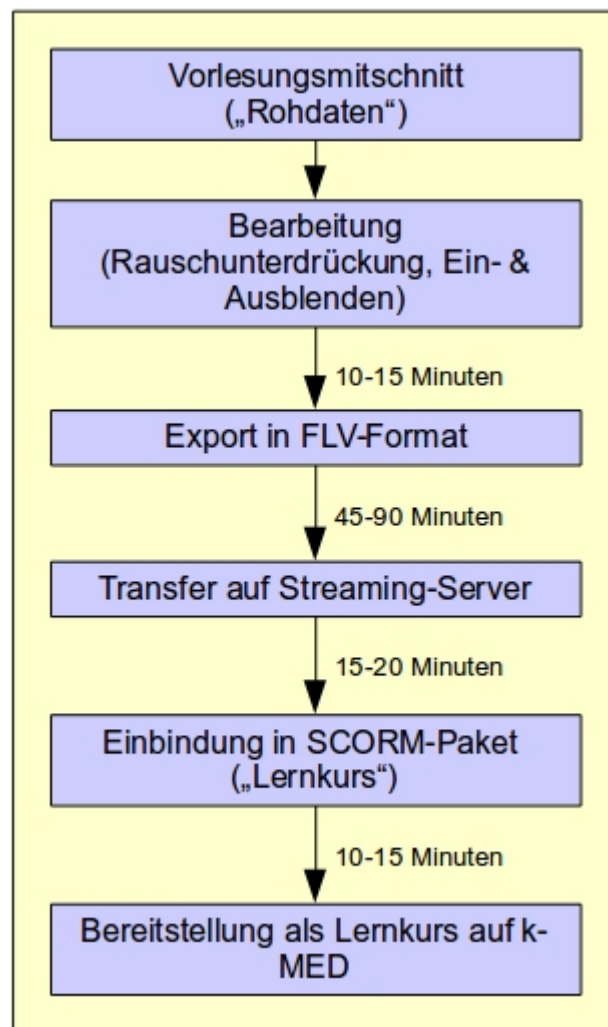 Vorlesungsmitschnitt
(„Rohdaten“)
Bearbeitung
(Rauschunterdrückung, Ein- &
Ausblenden)
10-15 Minuten
Export in FLV-Format
45-90 Minuten
Transfer auf Streaming-Server
15-20 Minuten
Einbindung in SCORM-Paket
(„Lernkurs“)
10-15 Minuten
Bereitstellung als Lernkurs auf k-
MED